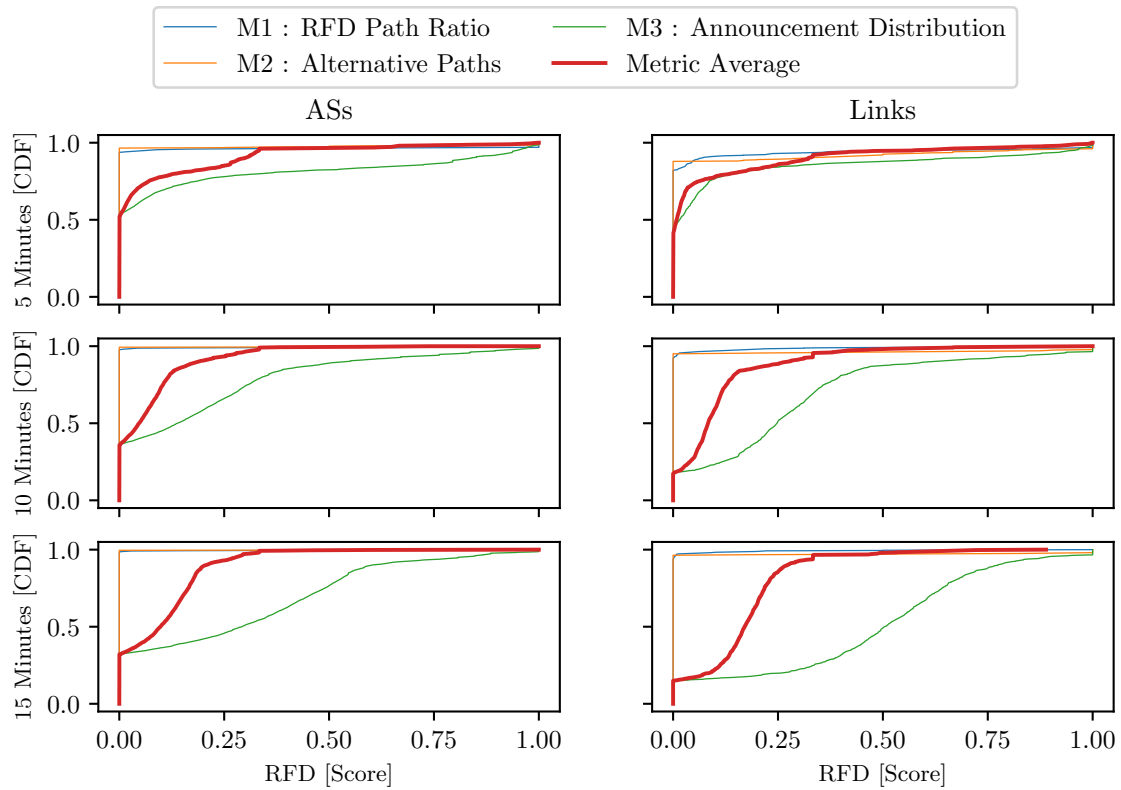 M1 : RFD Path Ratio
M2 : Alternative Paths
M3 : Announcement Distribution
Metric Average
ASs
Links
5 Minutes [CDF]
1.0
0.5
0.0
10 Minutes [CDF]
1.0
0.5
0.0
15 Minutes [CDF]
1.0
0.5
0.0
0.00 0.25 0.50 0.75 1.00
0.00 0.25 0.50 0.75 1.00
RFD [Score]
RFD [Score]